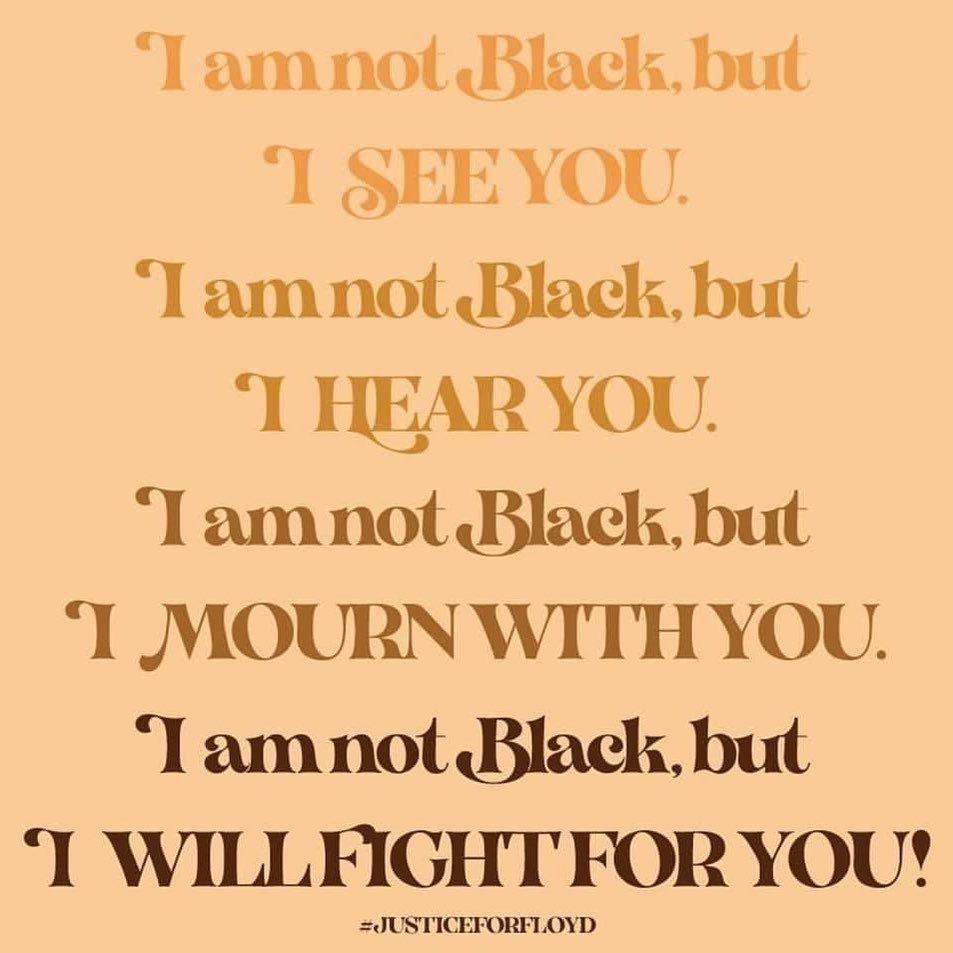 I am not Black, but
I SEE YOU.
I am not Black, but
I HEAR YOU.
I am not Black, but
I MOURN WITH YOU.
I am not Black, but
I WILL FIGHT FOR YOU!
#JUSTICEFORFLOYD